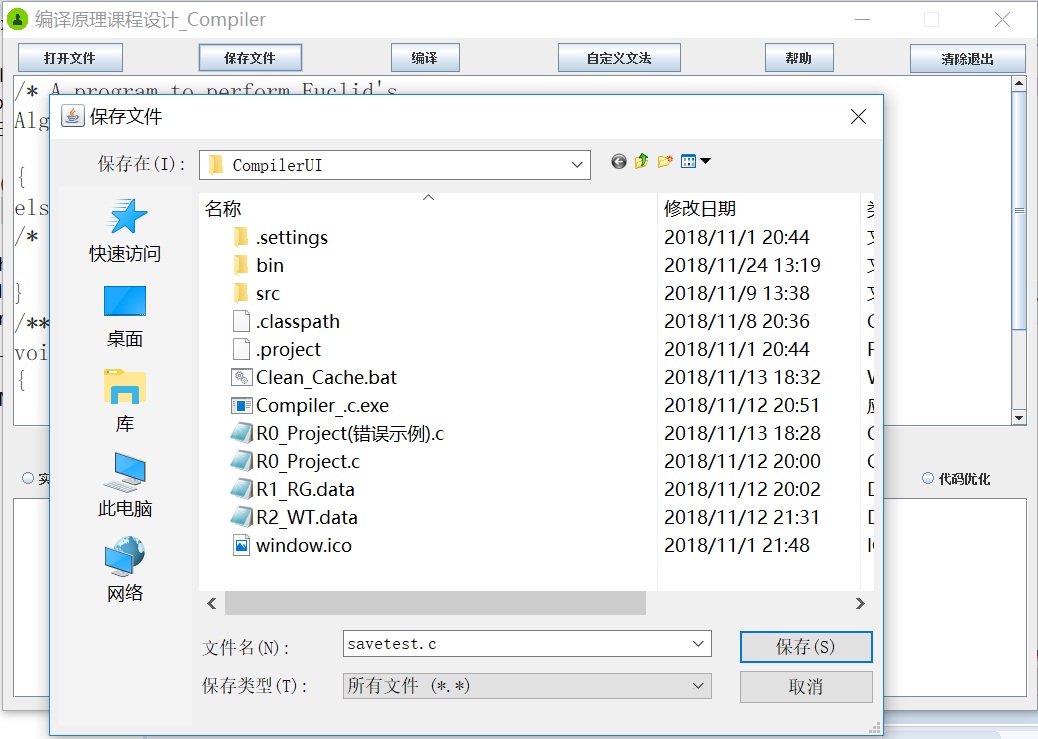 编译原理课程设计_Compiler
打开文件 保存文件 编译 自定义文法 帮助 清除退出
/* A program to perform Euclid's
Alg
{
els
/*
}
/**
voi
{
保存文件
保存在(I): CompilerUI
快速访问
桌面
库
此电脑
网络
名称 修改日期
.settings 2018/11/1 20:44
bin 2018/11/24 13:19
src 2018/11/9 13:38
.classpath 2018/11/8 20:36
.project 2018/11/1 20:44
Clean_Cache.bat 2018/11/13 18:32
Compiler_.c.exe 2018/11/12 20:51
R0_Project(错误示例).c 2018/11/13 18:28
R0_Project.c 2018/11/12 20:00
R1_RG.data 2018/11/12 20:02
R2_WT.data 2018/11/12 21:31
window.ico 2018/11/1 21:48
文件名(N): savetest.c 保存(S)
保存类型(T): 所有文件 (*.*) 取消
实
代码优化